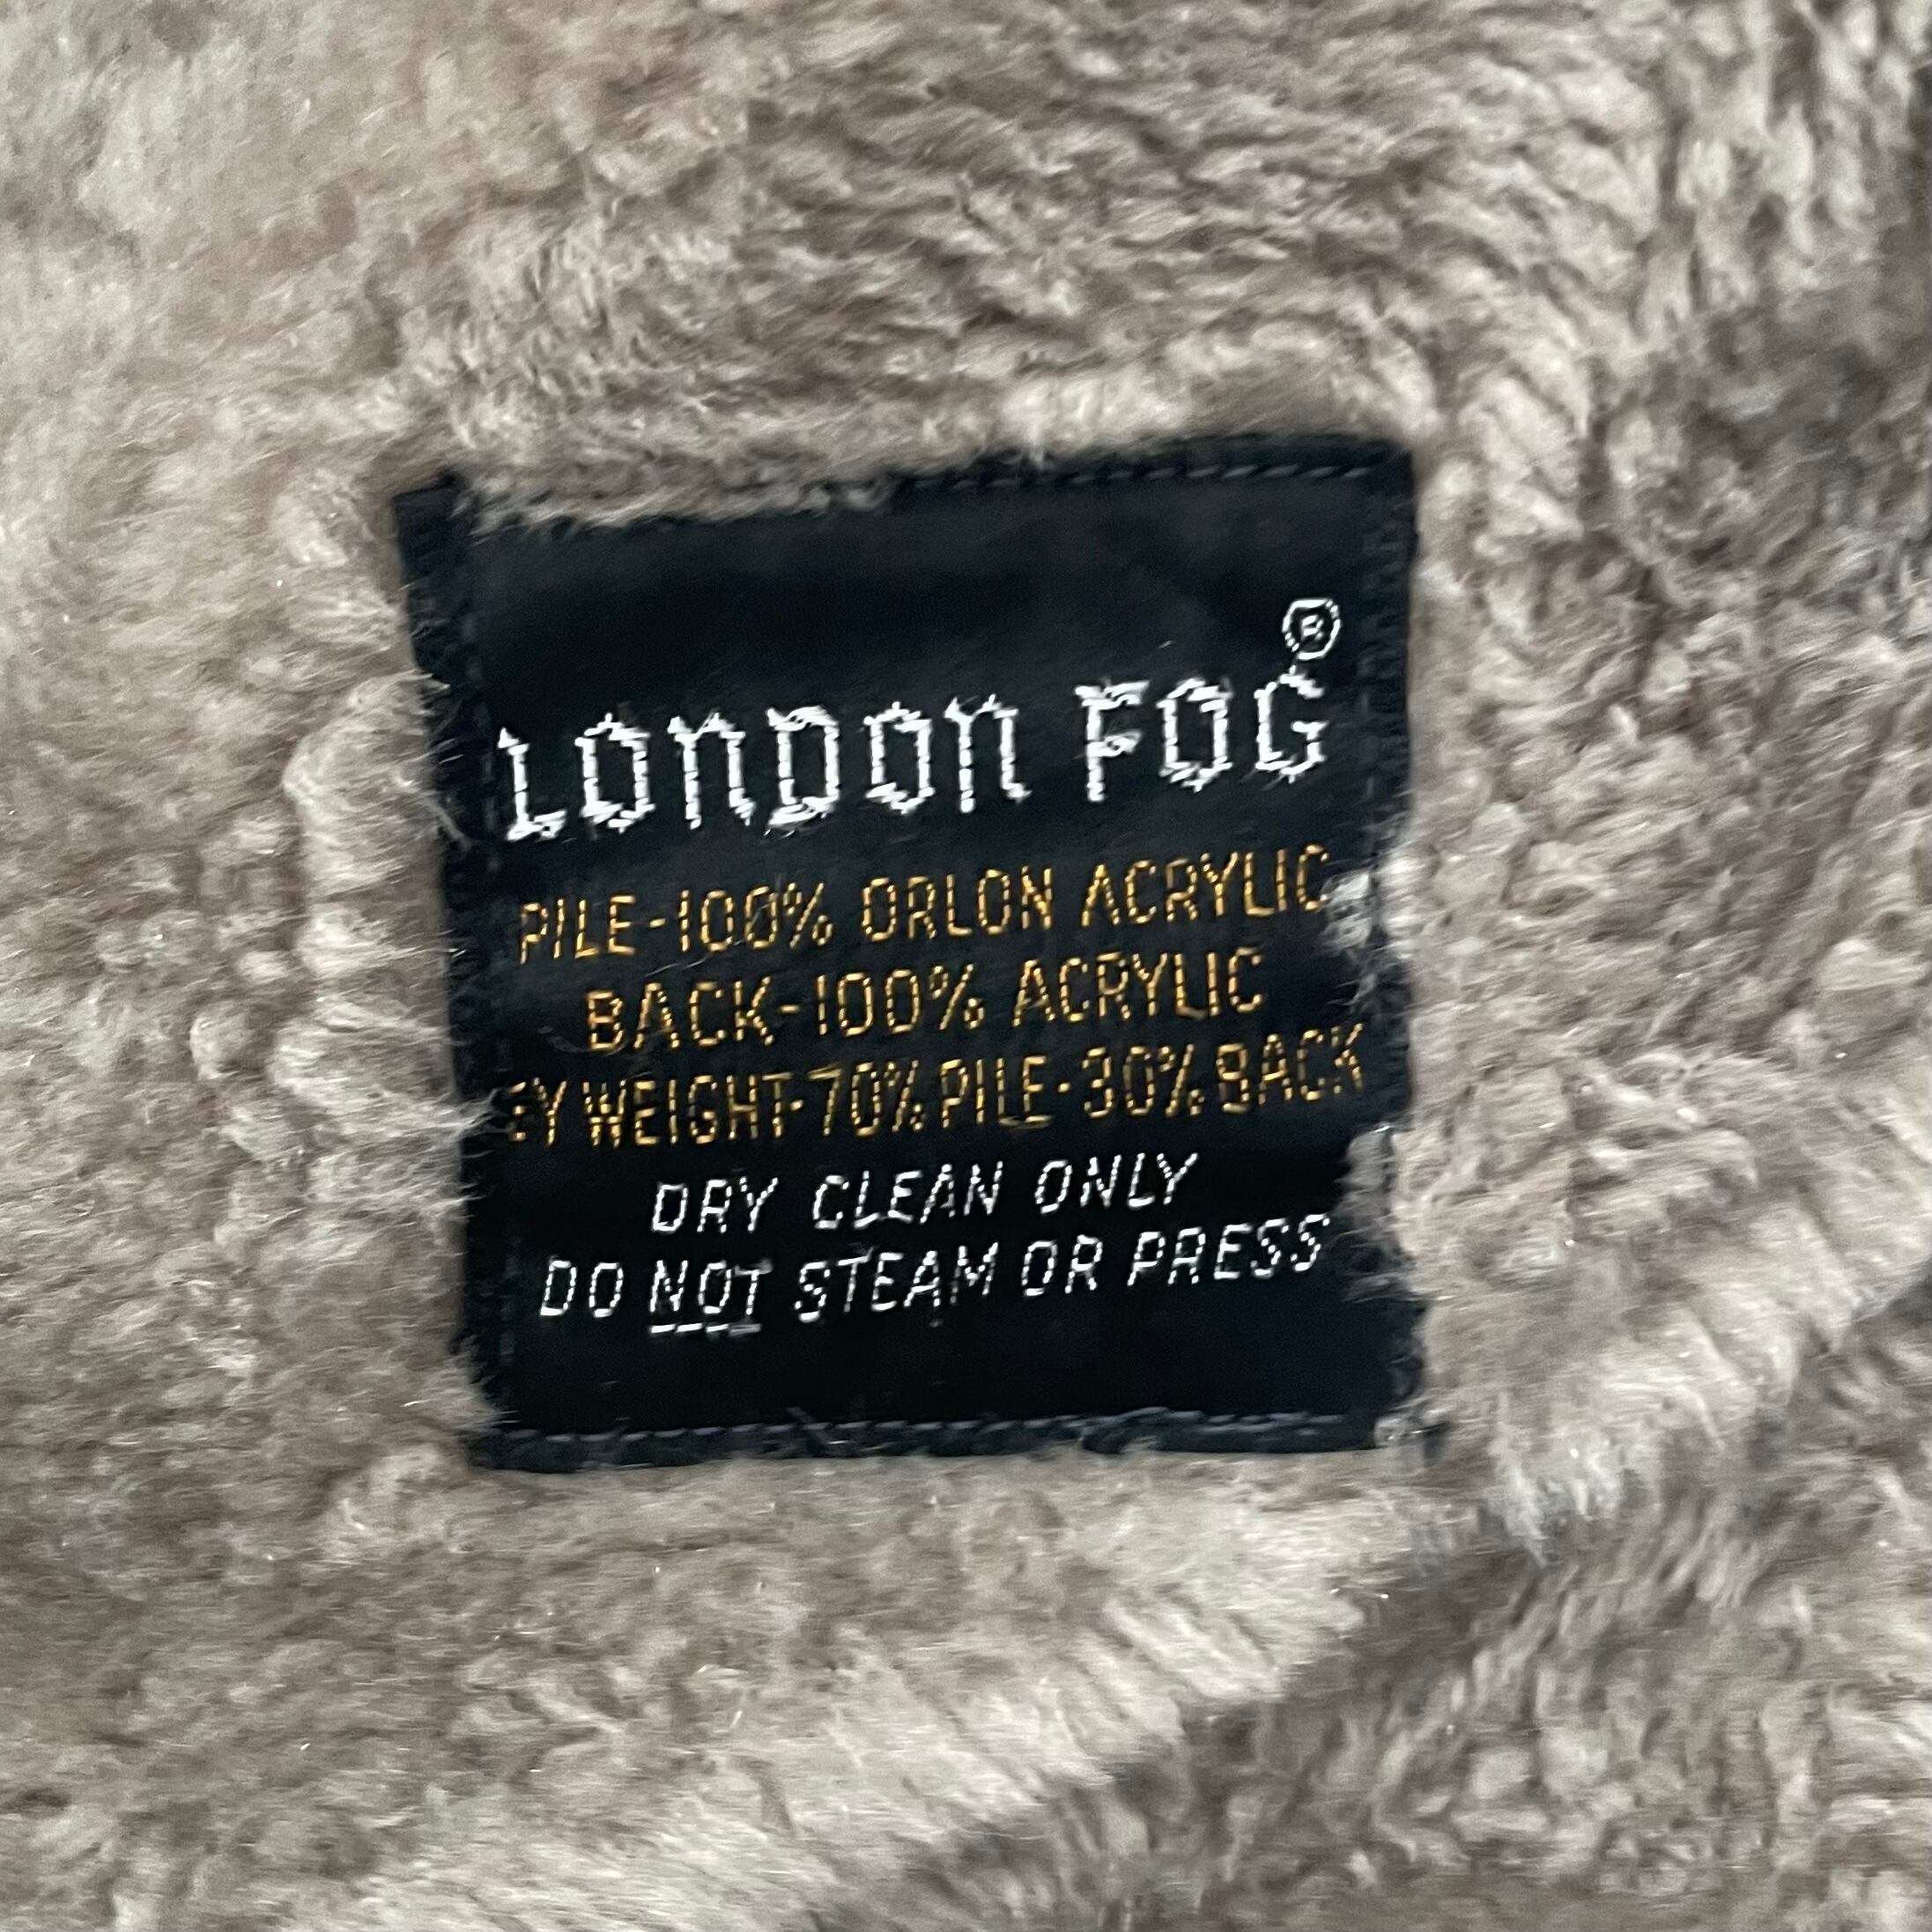 LONDON FOG®
PILE-100% ORLON ACRYLIC
BACK-100% ACRYLIC
WEIGHT-70% PILE-30% BACK
DRY CLEAN ONLY
DO NOT STEAM OR PRESS